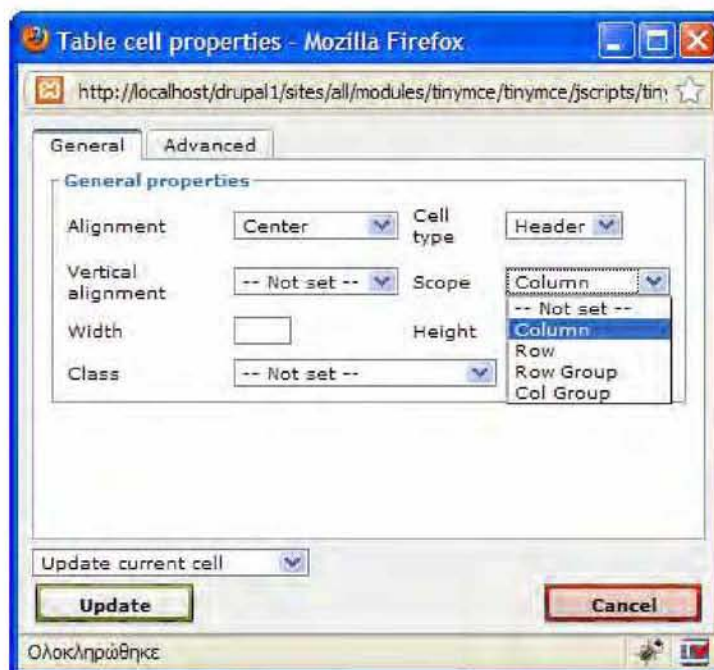 Table cell properties - Mozilla Firefox
http://localhost/drupal1/sites/all/modules/tinymce/tinymce/jscripts/tiny
General Advanced
General properties
Alignment Center Cell type Header
Vertical alignment -- Not set -- Scope Column
-- Not set --
Width Height Column
Row
Class -- Not set -- Row Group
Col Group
Update current cell
Update Cancel
Ολοκληρώθηκε